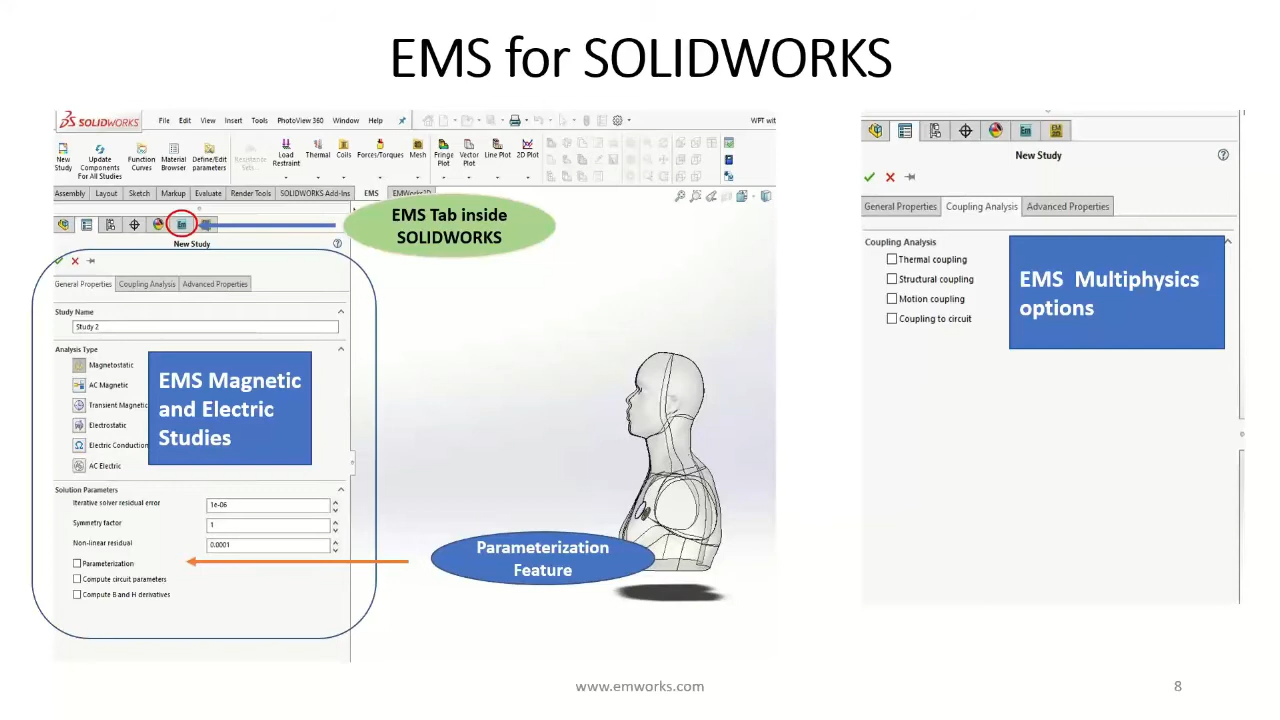 EMS for SOLIDWORKS
SOLIDWORKS File Edit View Insert Tools PhotoView 360 Window Help WPT wit
New Study
Update Components For All Studies
Function Curves
Material Browser
Define/Edit parameters
Load Restraint
Thermal
Coils
Forces/Torques
Mesh
Fringe Plot
Vector Plot
Line Plot
2D Plot
Assembly Layout Sketch Markup Evaluate Render Tools SOLIDWORKS Add-Ins EMS EMWorks2D
EMS Tab inside
SOLIDWORKS
New Study
General Properties Coupling Analysis Advanced Properties
Study Name
Study 2
Analysis Type
Magnetostatic
AC Magnetic
Transient Magnetic
Electrostatic
Electric Conduction
AC Electric
EMS Magnetic
and Electric
Studies
Solution Parameters
Iterative solver residual error 1e-06
Symmetry factor 1
Non-linear residual 0.0001
Parameterization
Compute circuit parameters
Compute B and H derivatives
Parameterization
Feature
Em EM
New Study
General Properties Coupling Analysis Advanced Properties
Coupling Analysis
Thermal coupling
Structural coupling
Motion coupling
Coupling to circuit
EMS Multiphysics
options
www.emworks.com
8